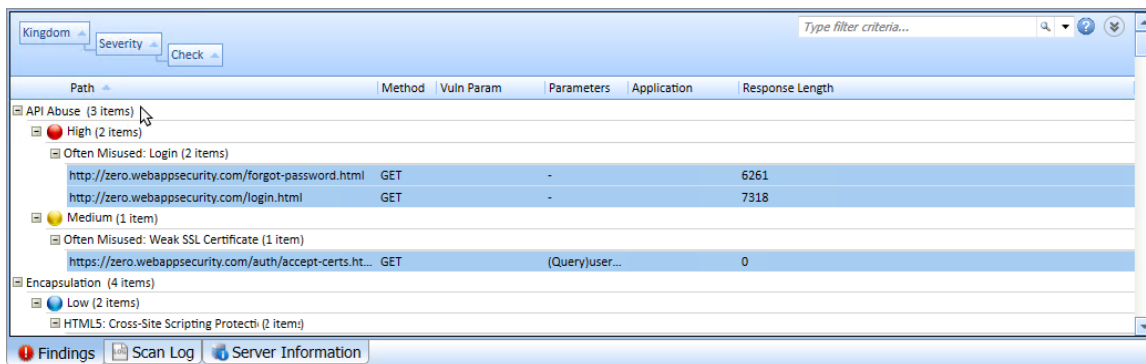 Kingdom
Severity
Check
Type filter criteria...
Path Method Vuln Param Parameters Application Response Length
API Abuse (3 items)
High (2 items)
Often Misused: Login (2 items)
http://zero.webappsecurity.com/forgot-password.html GET - 6261
http://zero.webappsecurity.com/login.html GET - 7318
Medium (1 item)
Often Misused: Weak SSL Certificate (1 item)
https://zero.webappsecurity.com/auth/accept-certs.ht... GET (Query)user... 0
Encapsulation (4 items)
Low (2 items)
HTML5: Cross-Site Scripting Protecti (2 items)
Findings Scan Log Server Information